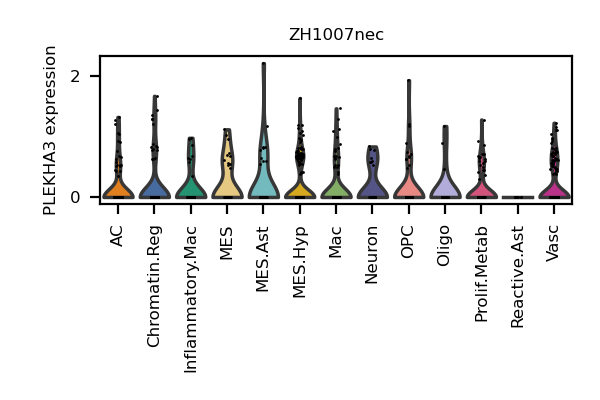 ZH1007nec
PLEKHA3 expression
2
0
AC
Chromatin.Reg
Inflammatory.Mac
MES
MES.Ast
MES.Hyp
Mac
Neuron
OPC
Oligo
Prolif.Metab
Reactive.Ast
Vasc